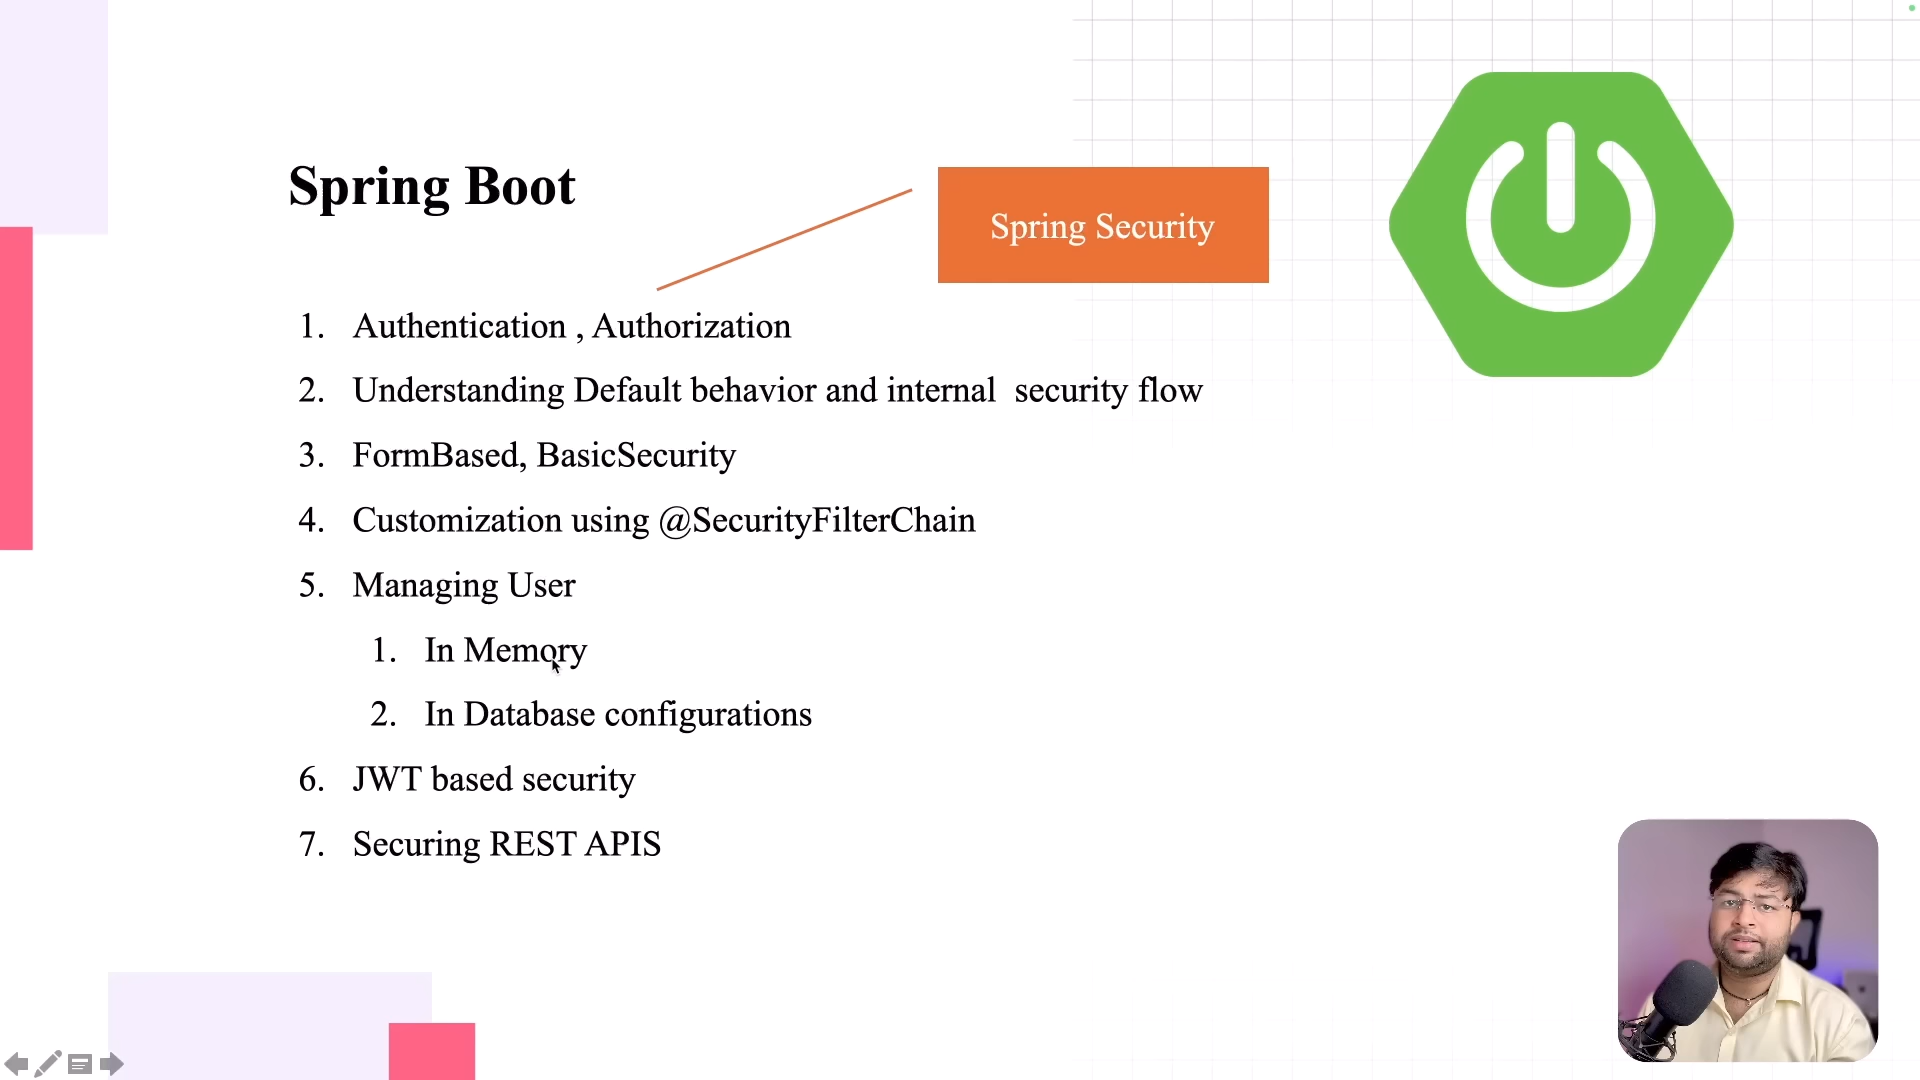 Spring Boot
Spring Security
1. Authentication , Authorization
2. Understanding Default behavior and internal  security flow
3. FormBased, BasicSecurity
4. Customization using @SecurityFilterChain
5. Managing User
1. In Memory
2. In Database configurations
6. JWT based security
7. Securing REST APIS